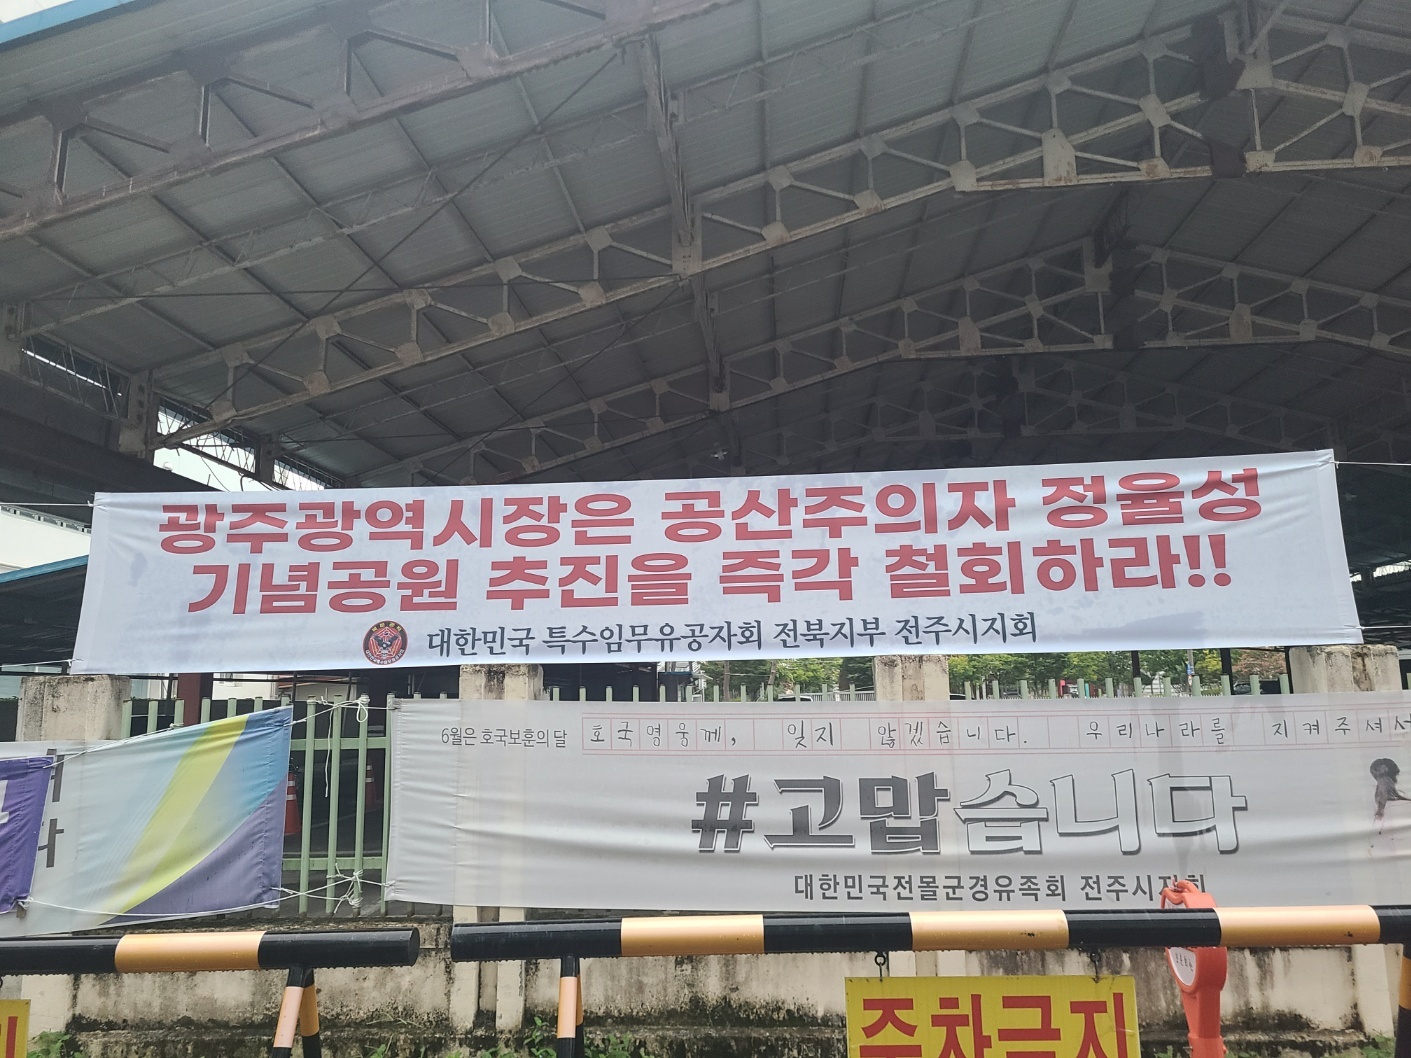 광주광역시장은 공산주의자 정율성
기념공원 추진을 즉각 철회하라!!
대한민국 특수임무유공자회 전북지부 전주시지회
6월은 호국보훈의 달
호국영웅께, 잊지 않겠습니다. 우리나라를 지켜주셔서
#고맙습니다
대한민국전몰군경유족회 전주시지회
주차금지